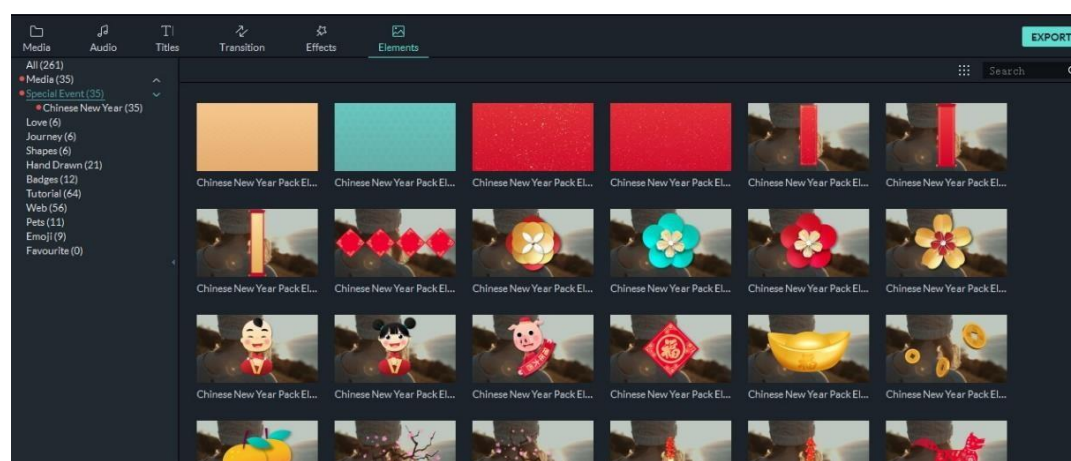 Media Audio Titles Transition Effects Elements EXPORT
All (261)
Media (35)
Special Event (35)
Chinese New Year (35)
Love (6)
Journey (6)
Shapes (6)
Hand Drawn (21)
Badges (12)
Tutorial (64)
Web (56)
Pets (11)
Emoji (9)
Favourite (0)
Search
Chinese New Year Pack El... Chinese New Year Pack El... Chinese New Year Pack El... Chinese New Year Pack El... Chinese New Year Pack El... Chinese New Year Pack El...
Chinese New Year Pack El... Chinese New Year Pack El... Chinese New Year Pack El... Chinese New Year Pack El... Chinese New Year Pack El... Chinese New Year Pack El...
福
Chinese New Year Pack El... Chinese New Year Pack El... Chinese New Year Pack El... Chinese New Year Pack El... Chinese New Year Pack El... Chinese New Year Pack El...